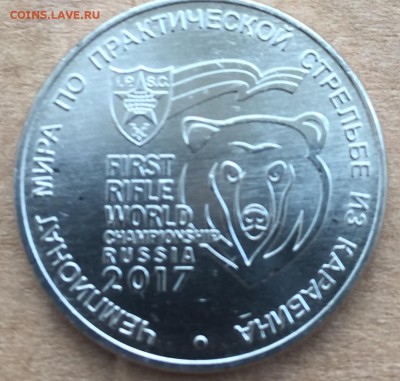 COINS.LAVE.RU
ЧЕМПИОНАТ МИРА ПО ПРАКТИЧЕСКОЙ СТРЕЛЬБЕ ИЗ КАРАБИНА
I.P.S.C.
FIRST
RIFLE
WORLD
CHAMPIONSHIP
RUSSIA
2017